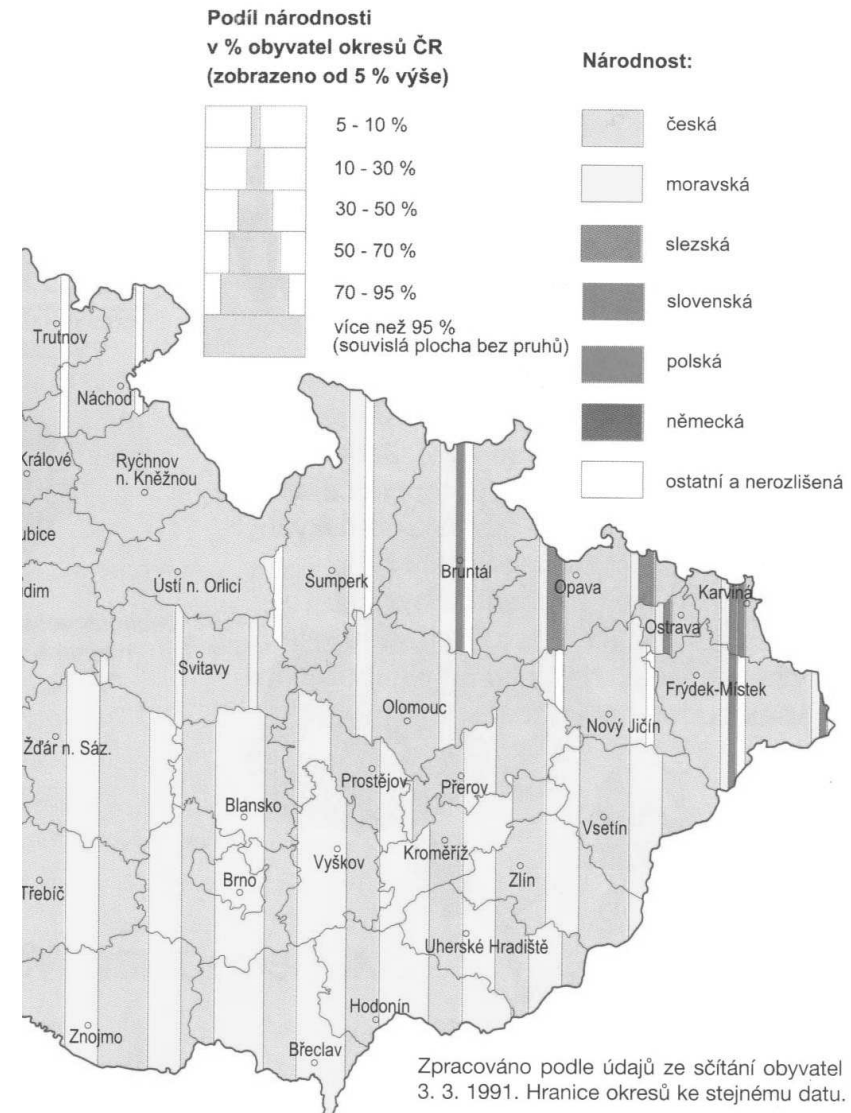 Podíl národnosti
v % obyvatel okresů ČR
(zobrazeno od 5 % výše)
5 - 10 %
10 - 30 %
30 - 50 %
50 - 70 %
70 - 95 %
více než 95 %
(souvislá plocha bez pruhů)
Národnost:
česká
moravská
slezská
slovenská
polská
německá
ostatní a nerozlišená
Trutnov
Náchod
Králové
Rychnov
n. Kněžnou
ubice
dim
Ústí n. Orlicí
Šumperk
Bruntál
Opava
Karviná
Ostrava
Svitavy
Olomouc
Frýdek-Místek
Nový Jičín
Žďár n. Sáz.
Prostějov
Přerov
Blansko
Vsetín
Vyškov
Kroměříž
Brno
Zlín
Třebíč
Uherské Hradiště
Hodonín
Znojmo
Břeclav
Zpracováno podle údajů ze sčítání obyvatel
3. 3. 1991. Hranice okresů ke stejnému datu.